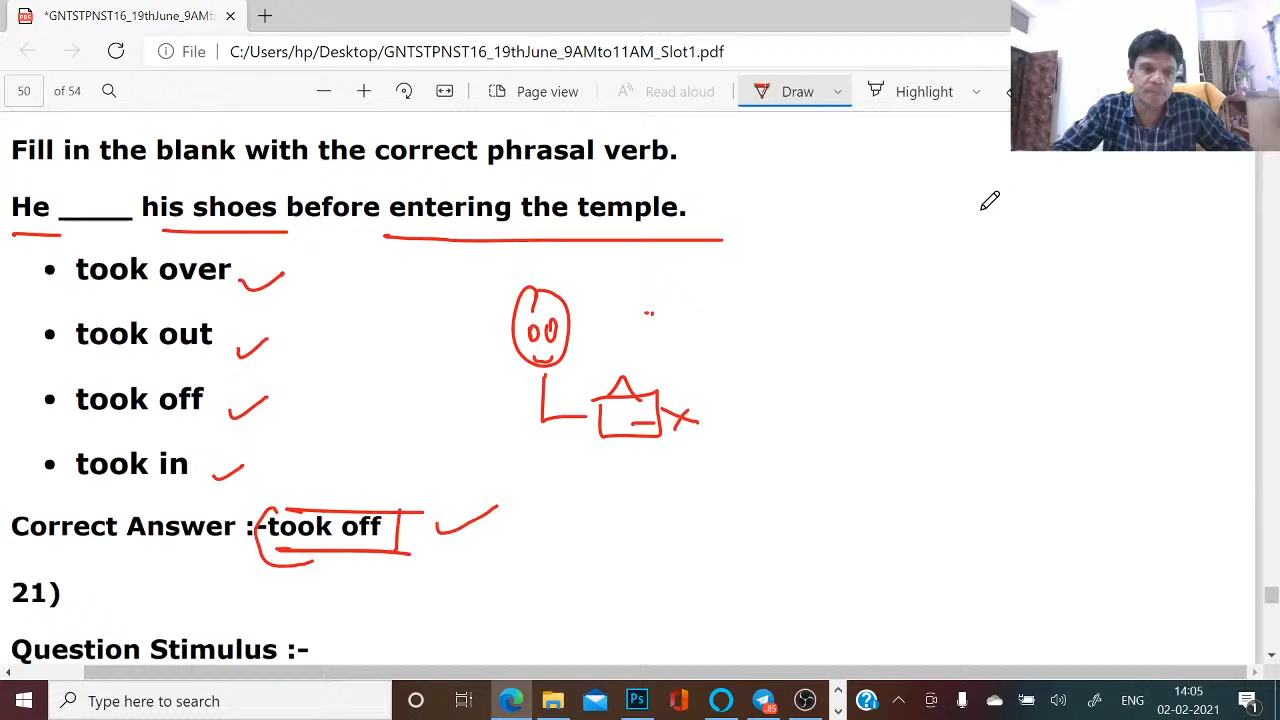 *GNTSTPNST16_19thJune_9AMt
File
C:/Users/hp/Desktop/GNTSTPNST16_19thJune_9AMto11AM_Slot1.pdf
50 of 54
Page view
Read aloud
Draw
Highlight
Fill in the blank with the correct phrasal verb.
He _____ his shoes before entering the temple.
• took over
• took out
• took off
• took in
Correct Answer :-took off
21)
Question Stimulus :-
Type here to search
Ps
.85
ENG
14:05
02-02-2021
1